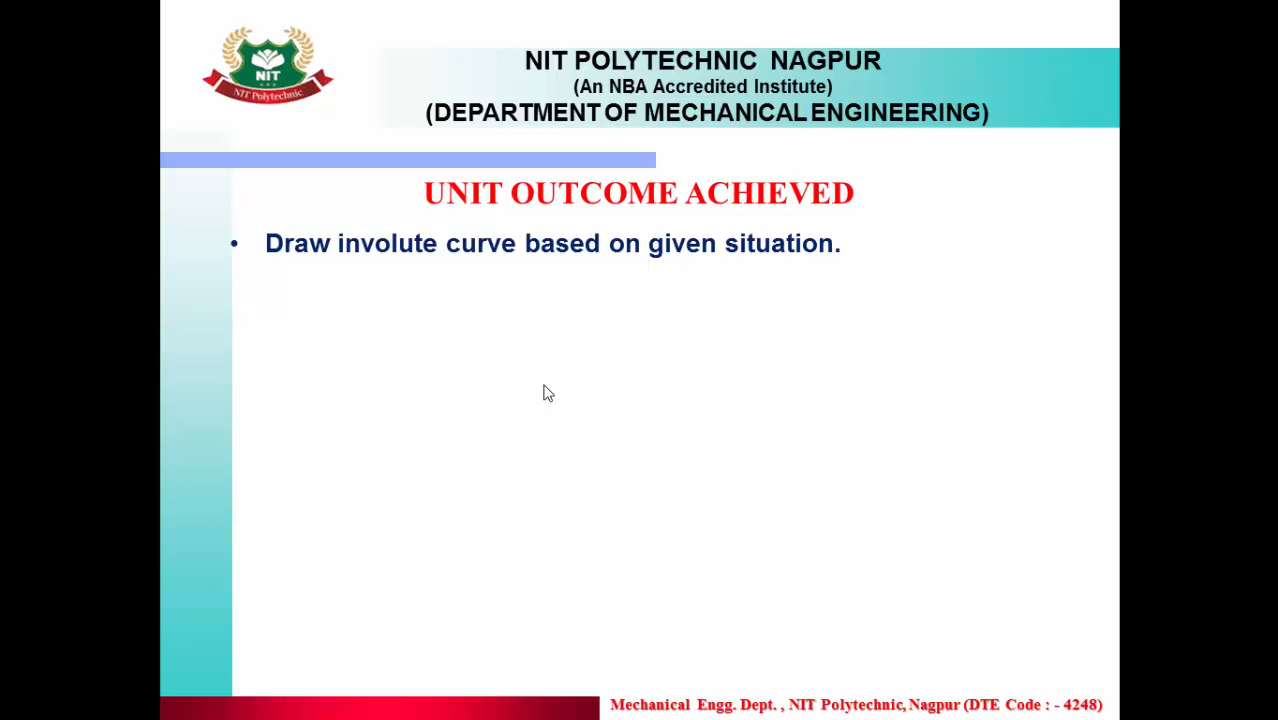 NIT
NIT Polytechnic
NIT POLYTECHNIC NAGPUR
(An NBA Accredited Institute)
(DEPARTMENT OF MECHANICAL ENGINEERING)
UNIT OUTCOME ACHIEVED
• Draw involute curve based on given situation.
Mechanical Engg. Dept. , NIT Polytechnic, Nagpur (DTE Code : - 4248)